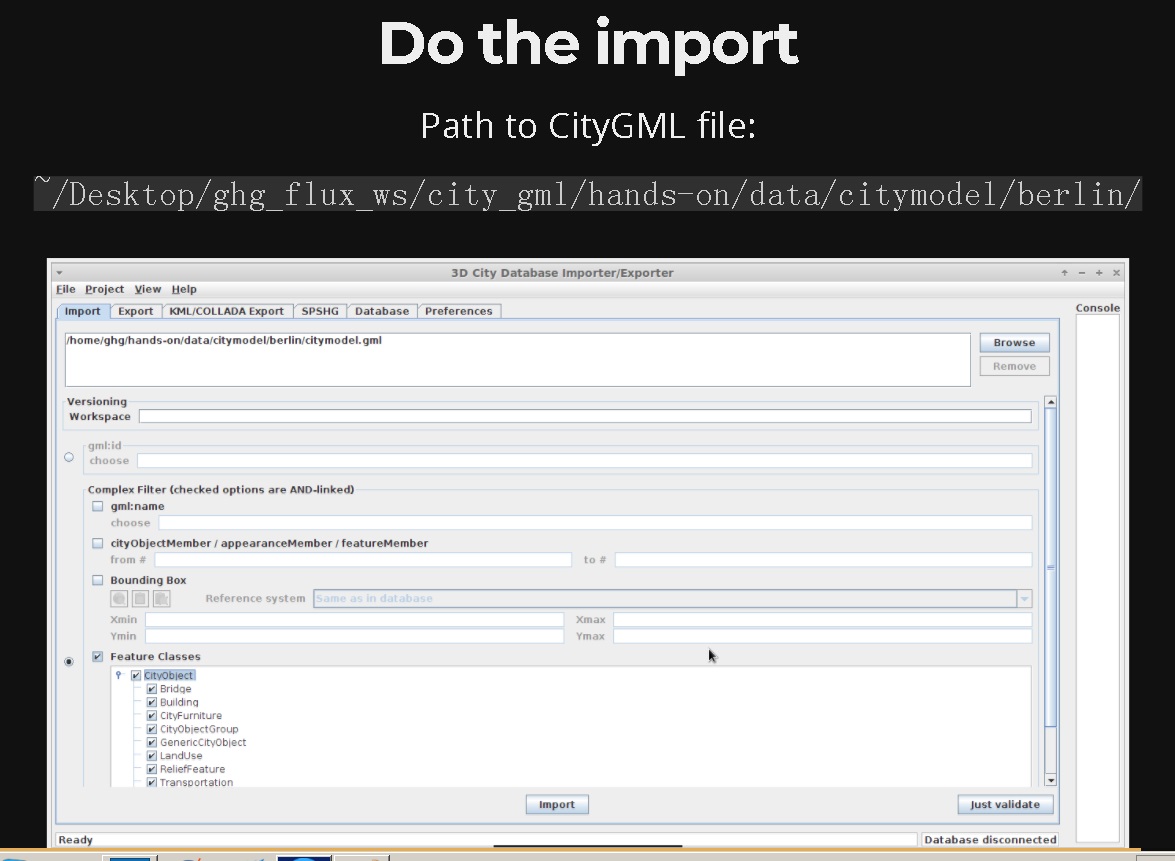 Do the import
Path to CityGML file:
~/Desktop/ghg_flux_ws/city_gml/hands-on/data/citymodel/berlin/
3D City Database Importer/Exporter
File Project View Help
Import Export KML/COLLADA Export SPSHG Database Preferences
Console
/home/ghg/hands-on/data/citymodel/berlin/citymodel.gml
Browse
Remove
Versioning
Workspace
gml:id
choose
Complex Filter (checked options are AND-linked)
gml:name
choose
cityObjectMember / appearanceMember / featureMember
from # to #
Bounding Box
Reference system Same as in database
Xmin Xmax
Ymin Ymax
Feature Classes
CityObject
Bridge
Building
CityFurniture
CityObjectGroup
GenericCityObject
LandUse
ReliefFeature
Transportation
Import Just validate
Ready Database disconnected